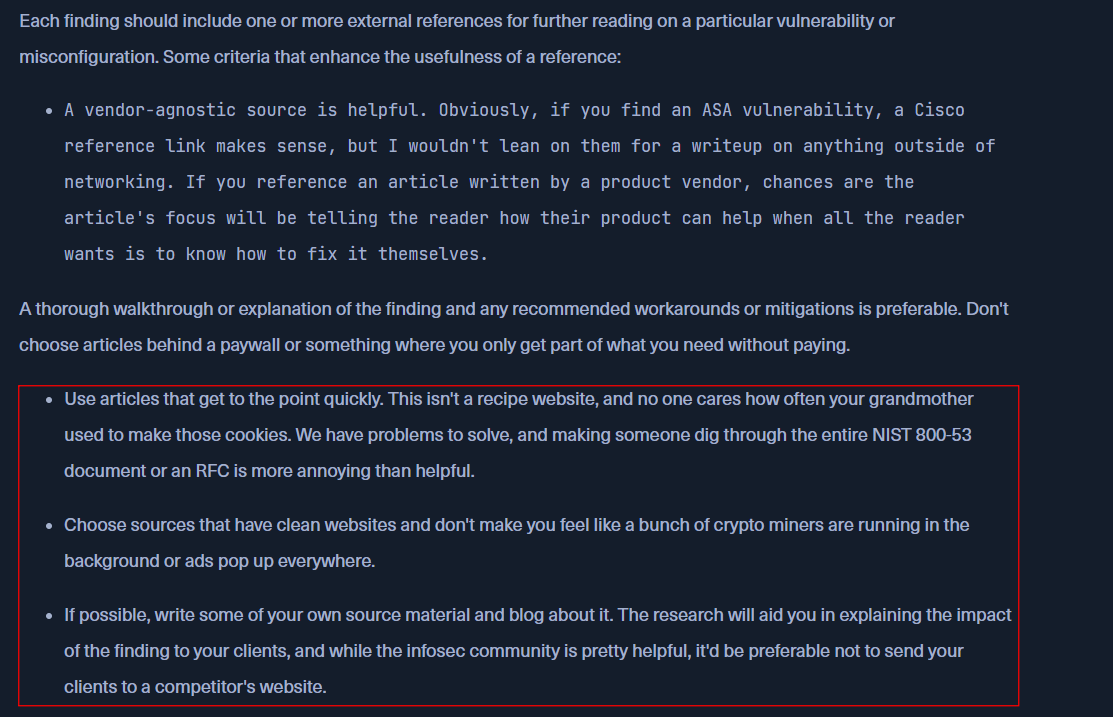 Each finding should include one or more external references for further reading on a particular vulnerability or
misconfiguration. Some criteria that enhance the usefulness of a reference:
• A vendor-agnostic source is helpful. Obviously, if you find an ASA vulnerability, a Cisco
reference link makes sense, but I wouldn't lean on them for a writeup on anything outside of
networking. If you reference an article written by a product vendor, chances are the
article's focus will be telling the reader how their product can help when all the reader
wants is to know how to fix it themselves.
A thorough walkthrough or explanation of the finding and any recommended workarounds or mitigations is preferable. Don't
choose articles behind a paywall or something where you only get part of what you need without paying.
• Use articles that get to the point quickly. This isn't a recipe website, and no one cares how often your grandmother
used to make those cookies. We have problems to solve, and making someone dig through the entire NIST 800-53
document or an RFC is more annoying than helpful.
• Choose sources that have clean websites and don't make you feel like a bunch of crypto miners are running in the
background or ads pop up everywhere.
• If possible, write some of your own source material and blog about it. The research will aid you in explaining the impact
of the finding to your clients, and while the infosec community is pretty helpful, it'd be preferable not to send your
clients to a competitor's website.